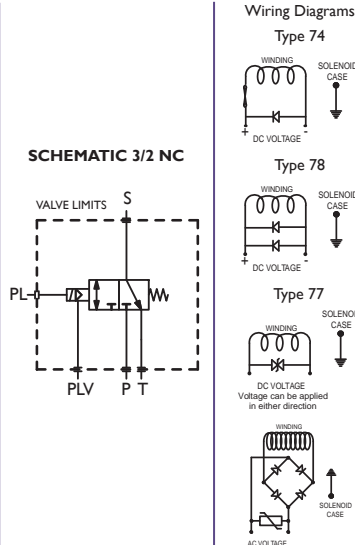 SCHEMATIC 3/2 NC
VALVE LIMITS
S
PL
PLV
P
T
Wiring Diagrams
Type 74
WINDING
SOLENOID
CASE
+
-
DC VOLTAGE
Type 78
WINDING
SOLENOID
CASE
+
-
DC VOLTAGE
Type 77
WINDING
SOLENOI
CASE
DC VOLTAGE
Voltage can be applied
in either direction
WINDING
SOLENOID
CASE
AC VOLTAGE